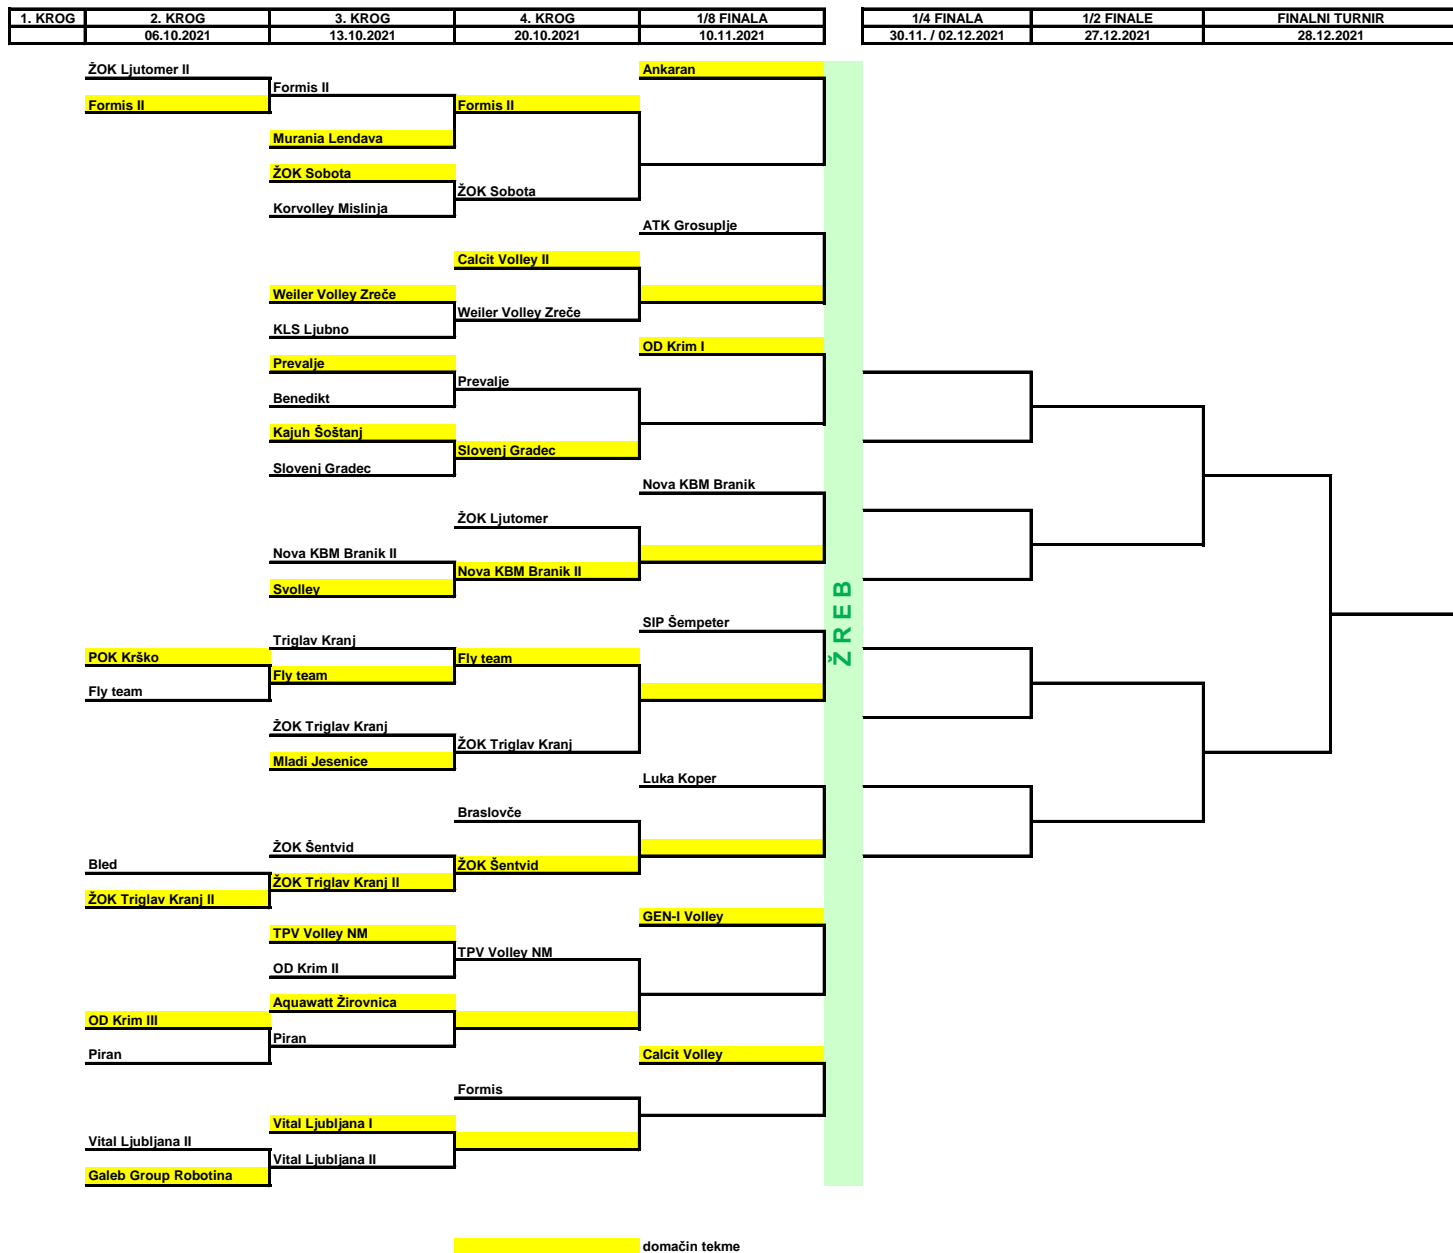 1. KROG 2. KROG 3. KROG 4. KROG 1/8 FINALA 1/4 FINALA 1/2 FINALE FINALNI TURNIR
06.10.2021 13.10.2021 20.10.2021 10.11.2021 30.11. / 02.12.2021 27.12.2021 28.12.2021
ŽOK Ljutomer II
Formis II
POK Krško
Fly team
Bled
ŽOK Triglav Kranj II
OD Krim III
Piran
Vital Ljubljana II
Galeb Group Robotina
Formis II
Murania Lendava
ŽOK Sobota
Korvolley Mislinja
Weiler Volley Zreče
KLS Ljubno
Prevalje
Benedikt
Kajuh Šoštanj
Slovenj Gradec
Nova KBM Branik II
Svolley
Triglav Kranj
Fly team
ŽOK Triglav Kranj
Mladi Jesenice
ŽOK Šentvid
ŽOK Triglav Kranj II
TPV Volley NM
OD Krim II
Aquawatt Žirovnica
Piran
Vital Ljubljana I
Vital Ljubljana II
Formis II
ŽOK Sobota
Calcit Volley II
Weiler Volley Zreče
Prevalje
Slovenj Gradec
ŽOK Ljutomer
Nova KBM Branik II
Fly team
ŽOK Triglav Kranj
Braslovče
ŽOK Šentvid
TPV Volley NM
Formis
Ankaran
ATK Grosuplje
OD Krim I
Nova KBM Branik
SIP Šempeter
Luka Koper
GEN-I Volley
Calcit Volley
ŽREB
domačin tekme